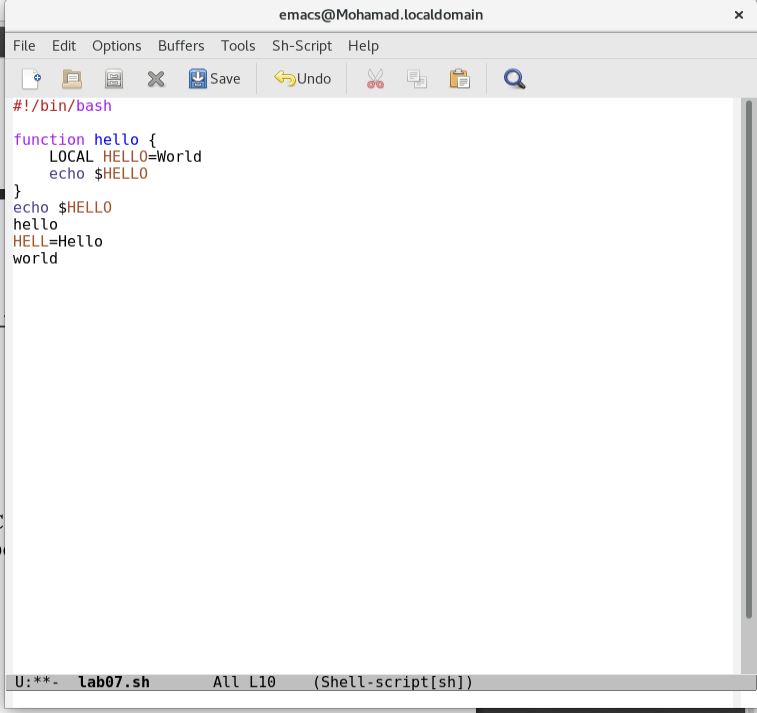 emacs@Mohamad.localdomain ×
File Edit Options Buffers Tools Sh-Script Help
Save Undo
#!/bin/bash
function hello {
    LOCAL HELLO=World
    echo $HELLO
}
echo $HELLO
hello
HELL=Hello
world
U:**-  lab07.sh       All L10    (Shell-script[sh])